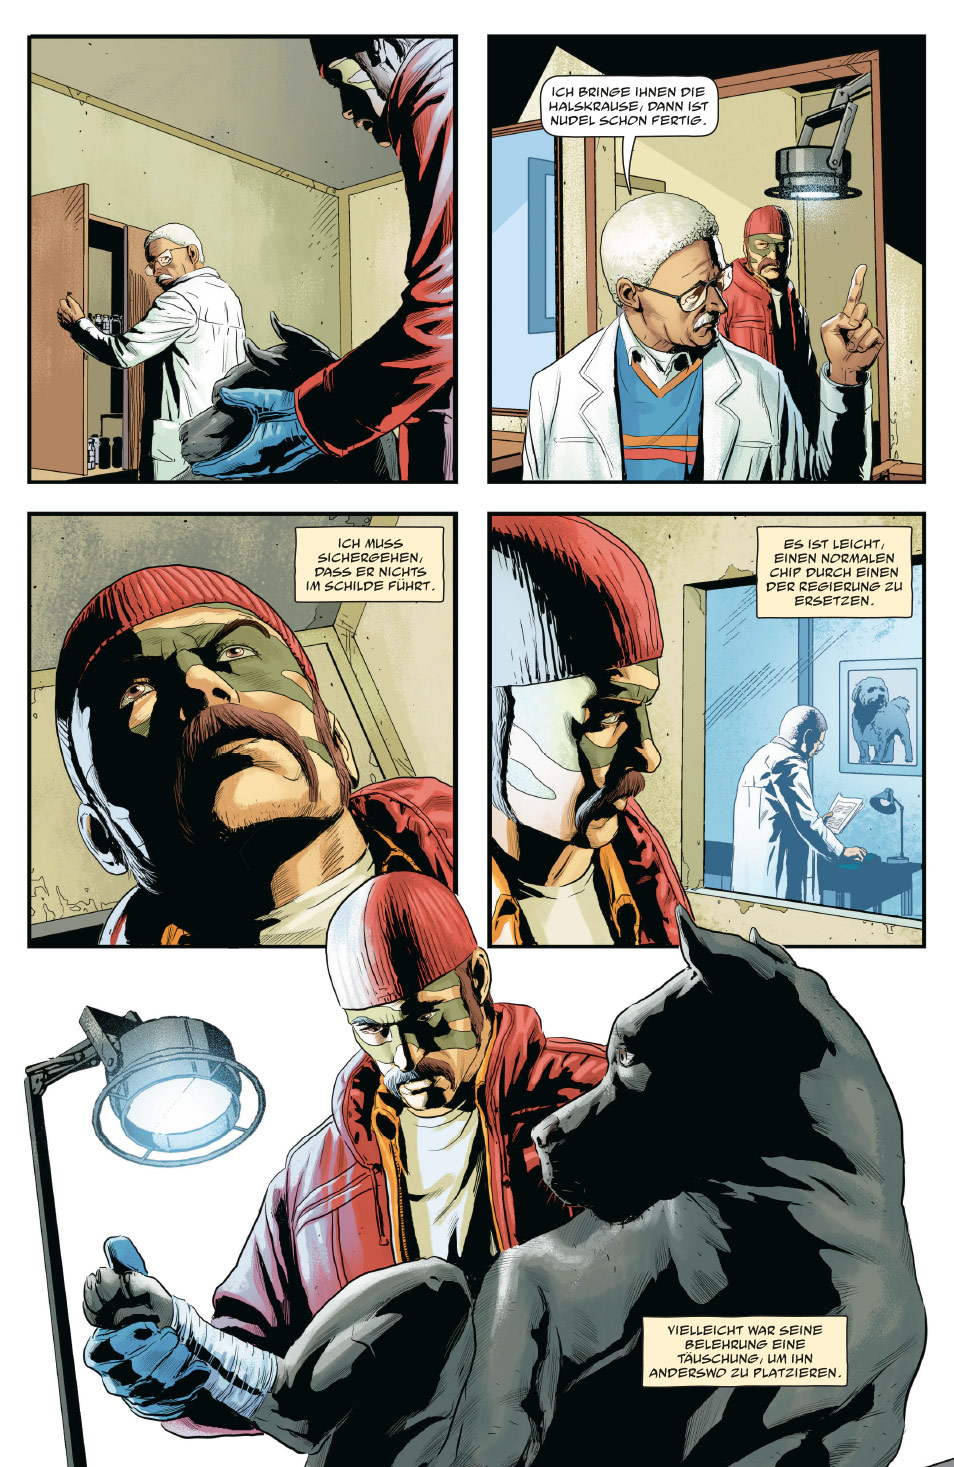 ICH BRINGE IHNEN DIE
HALSKRAUSE, DANN IST
NUDEL SCHON FERTIG.
ICH MUSS
SICHERGEHEN,
DASS ER NICHTS
IM SCHILDE FÜHRT.
ES IST LEICHT,
EINEN NORMALEN
CHIP DURCH EINEN
DER REGIERUNG ZU
ERSETZEN.
VIELLEICHT WAR SEINE
BELEHRUNG EINE
TÄUSCHUNG, UM IHN
ANDERSWO ZU PLATZIEREN.